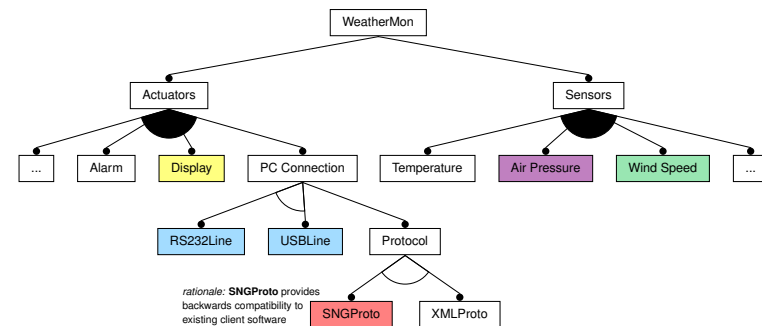 WeatherMon
Actuators
Sensors
...
Alarm
Display
PC Connection
Temperature
Air Pressure
Wind Speed
...
RS232Line
USBLine
Protocol
rationale: SNGProto provides
backwards compatibility to
existing client software
SNGProto
XMLProto